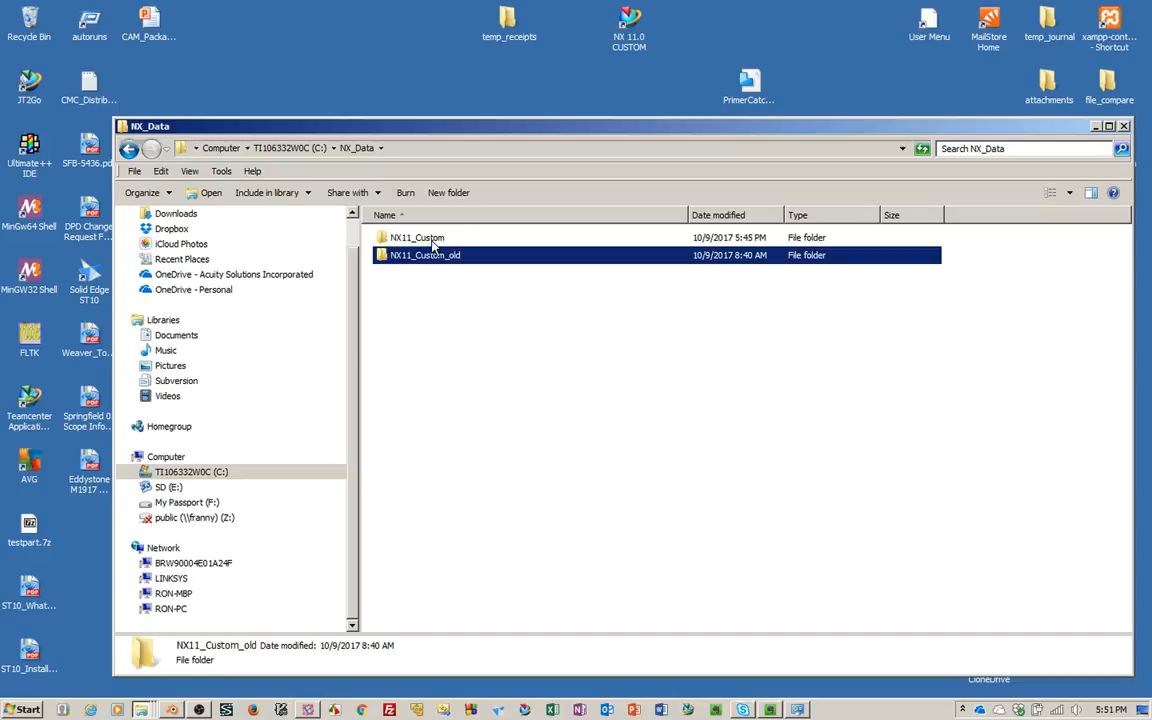 Recycle Bin
autoruns
CAM_Packa...
temp_receipts
NX 11.0
CUSTOM
User Menu
MailStore
Home
temp_journal
xampp-cont...
- Shortcut
JT2Go
CMC_Distrib...
PrimerCatc...
attachments
file_compare
NX_Data
Computer
TI106332W0C (C:)
NX_Data
Search NX_Data
File
Edit
View
Tools
Help
Organize
Open
Include in library
Share with
Burn
New folder
Name
Date modified
Type
Size
NX11_Custom
10/9/2017 5:45 PM
File folder
NX11_Custom_old
10/9/2017 8:40 AM
File folder
Downloads
Dropbox
iCloud Photos
Recent Places
OneDrive - Acuity Solutions Incorporated
OneDrive - Personal
Libraries
Documents
Music
Pictures
Subversion
Videos
Homegroup
Computer
TI106332W0C (C:)
SD (E:)
My Passport (F:)
public (\\franny) (Z:)
Network
BRW90004E01A24F
LINKSYS
RON-MBP
RON-PC
NX11_Custom_old Date modified: 10/9/2017 8:40 AM
File folder
Ultimate++
IDE
SFB-5436.pdf
MinGw64 Shell
DPD Change
Request F...
MinGW32 Shell
Solid Edge
ST10
FLTK
Weaver_To...
Teamcenter
Applicati...
Springfield 0
Scope Info...
AVG
Eddystone
M1917 ...
testpart.7z
ST10_What...
ST10_Install...
CloneDrive
Start
5:51 PM